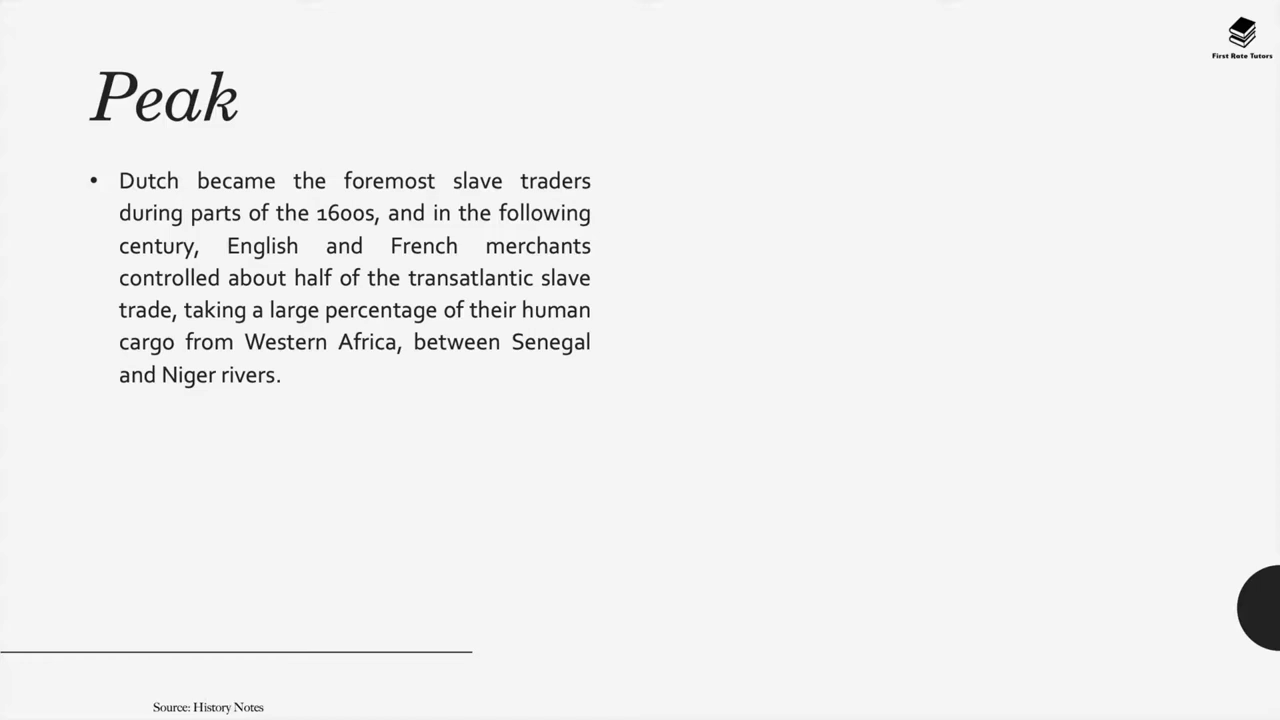 First Rate Tutors
Peak
• Dutch became the foremost slave traders
during parts of the 1600s, and in the following
century, English and French merchants
controlled about half of the transatlantic slave
trade, taking a large percentage of their human
cargo from Western Africa, between Senegal
and Niger rivers.
Source: History Notes